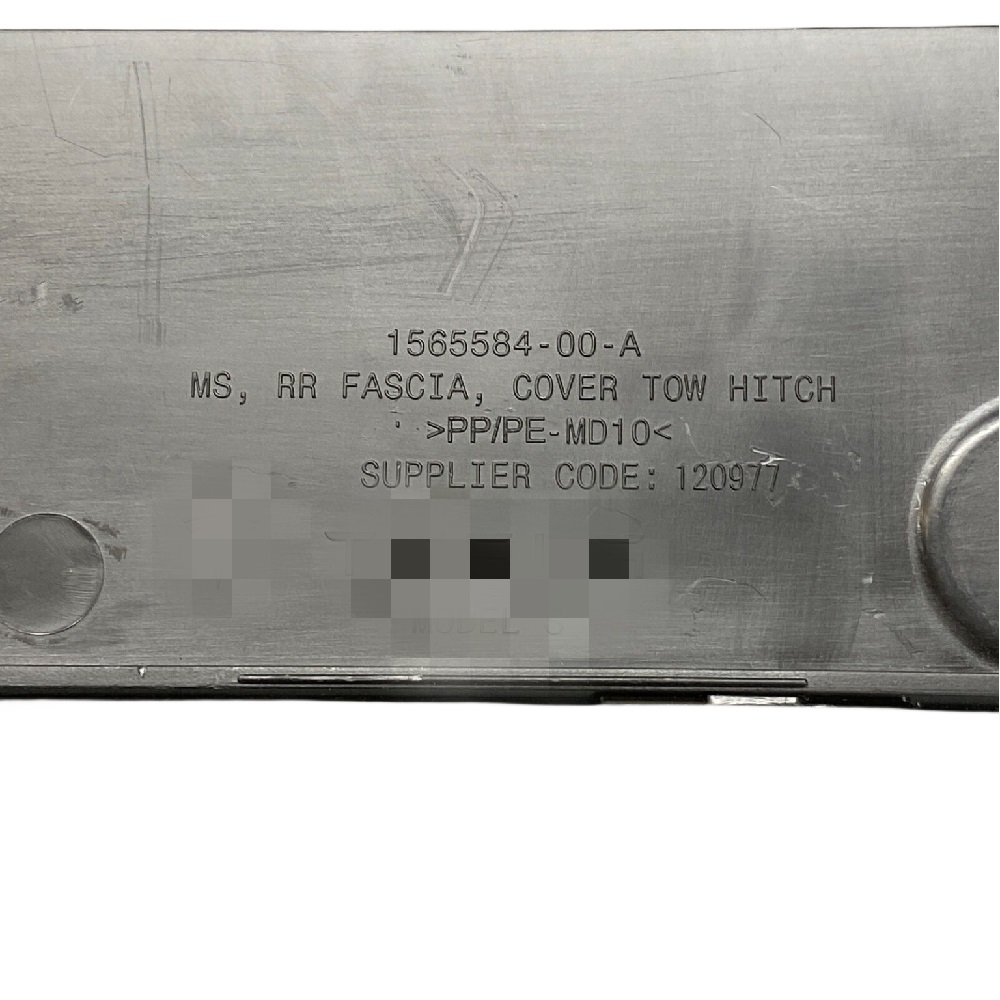 1565584-00-A
MS, RR FASCIA, COVER TOW HITCH
>PP/PE-MD10<
SUPPLIER CODE: 120977